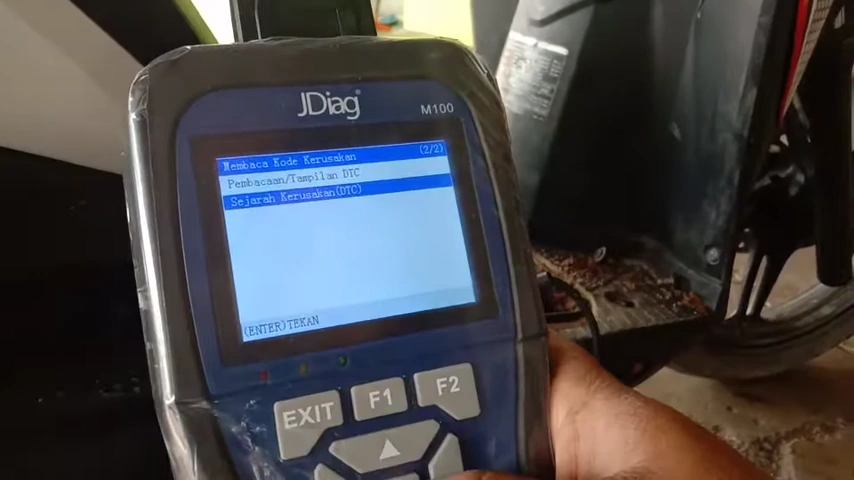 JDiag
M100
Membaca Kode Kerusakan (2/2)
Pembacaan/Tampilan DTC
Sejarah Kerusakan(DTC)
(ENTER)TEKAN
EXIT
F1
F2